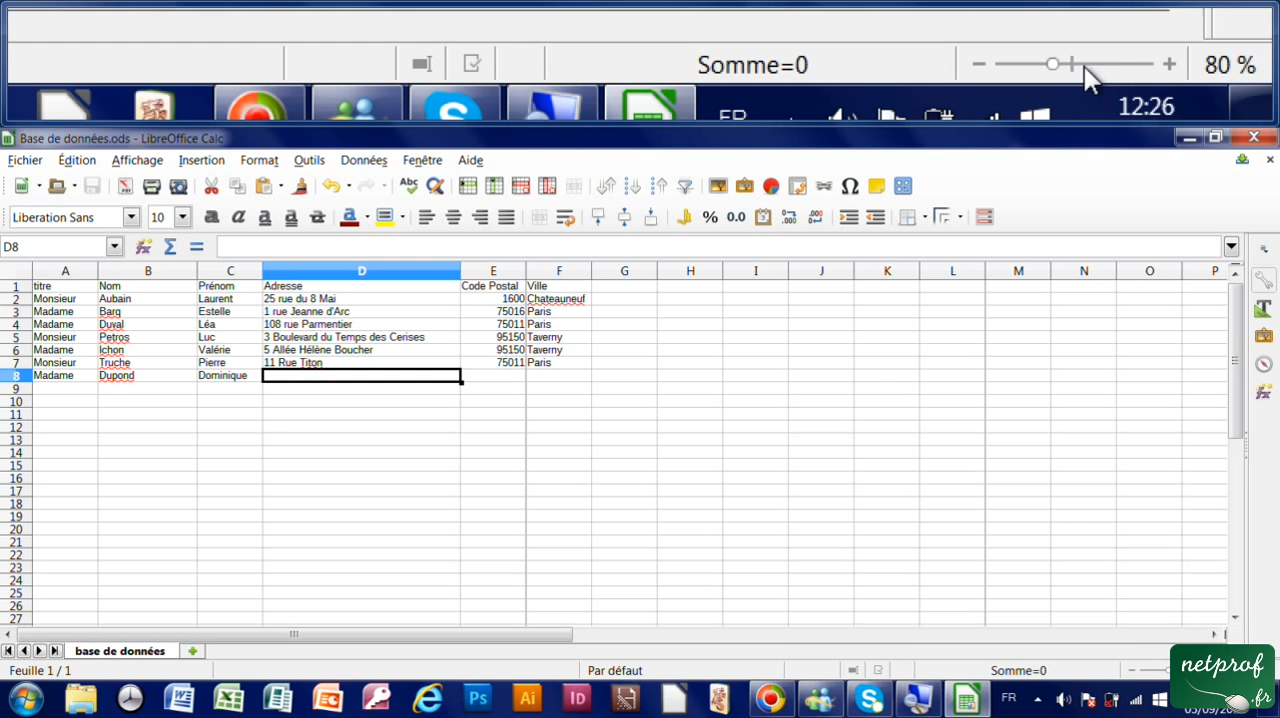 Somme=0
80 %
FR
12:26
Base de données.ods - LibreOffice Calc
Fichier Édition Affichage Insertion Format Outils Données Fenêtre Aide
Liberation Sans 10
D8
A B C D E F G H I J K L M N O P
1 titre Nom Prénom Adresse Code Postal Ville
2 Monsieur Aubain Laurent 25 rue du 8 Mai 1600 Chateauneuf
3 Madame Barq Estelle 1 rue Jeanne d'Arc 75016 Paris
4 Madame Duval Léa 108 rue Parmentier 75011 Paris
5 Monsieur Petros Luc 3 Boulevard du Temps des Cerises 95150 Taverny
6 Madame Ichon Valérie 5 Allée Hélène Boucher 95150 Taverny
7 Monsieur Truche Pierre 11 Rue Titon 75011 Paris
8 Madame Dupond Dominique
9
10
11
12
13
14
15
16
17
18
19
20
21
22
23
24
25
26
27
base de données
Feuille 1 / 1 Par défaut Somme=0
FR
netprof
.fr